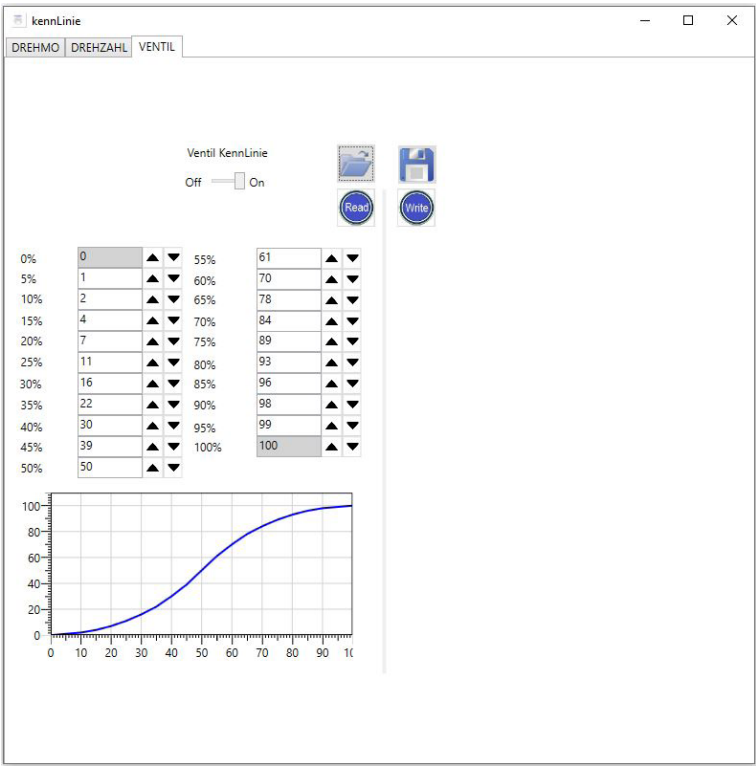 kennLinie
DREHMO DREHZAHL VENTIL
Ventil KennLinie
Off On
Read Write
0% 0 55% 61
5% 1 60% 70
10% 2 65% 78
15% 4 70% 84
20% 7 75% 89
25% 11 80% 93
30% 16 85% 96
35% 22 90% 98
40% 30 95% 99
45% 39 100% 100
50% 50
100
80
60
40
20
0
0 10 20 30 40 50 60 70 80 90